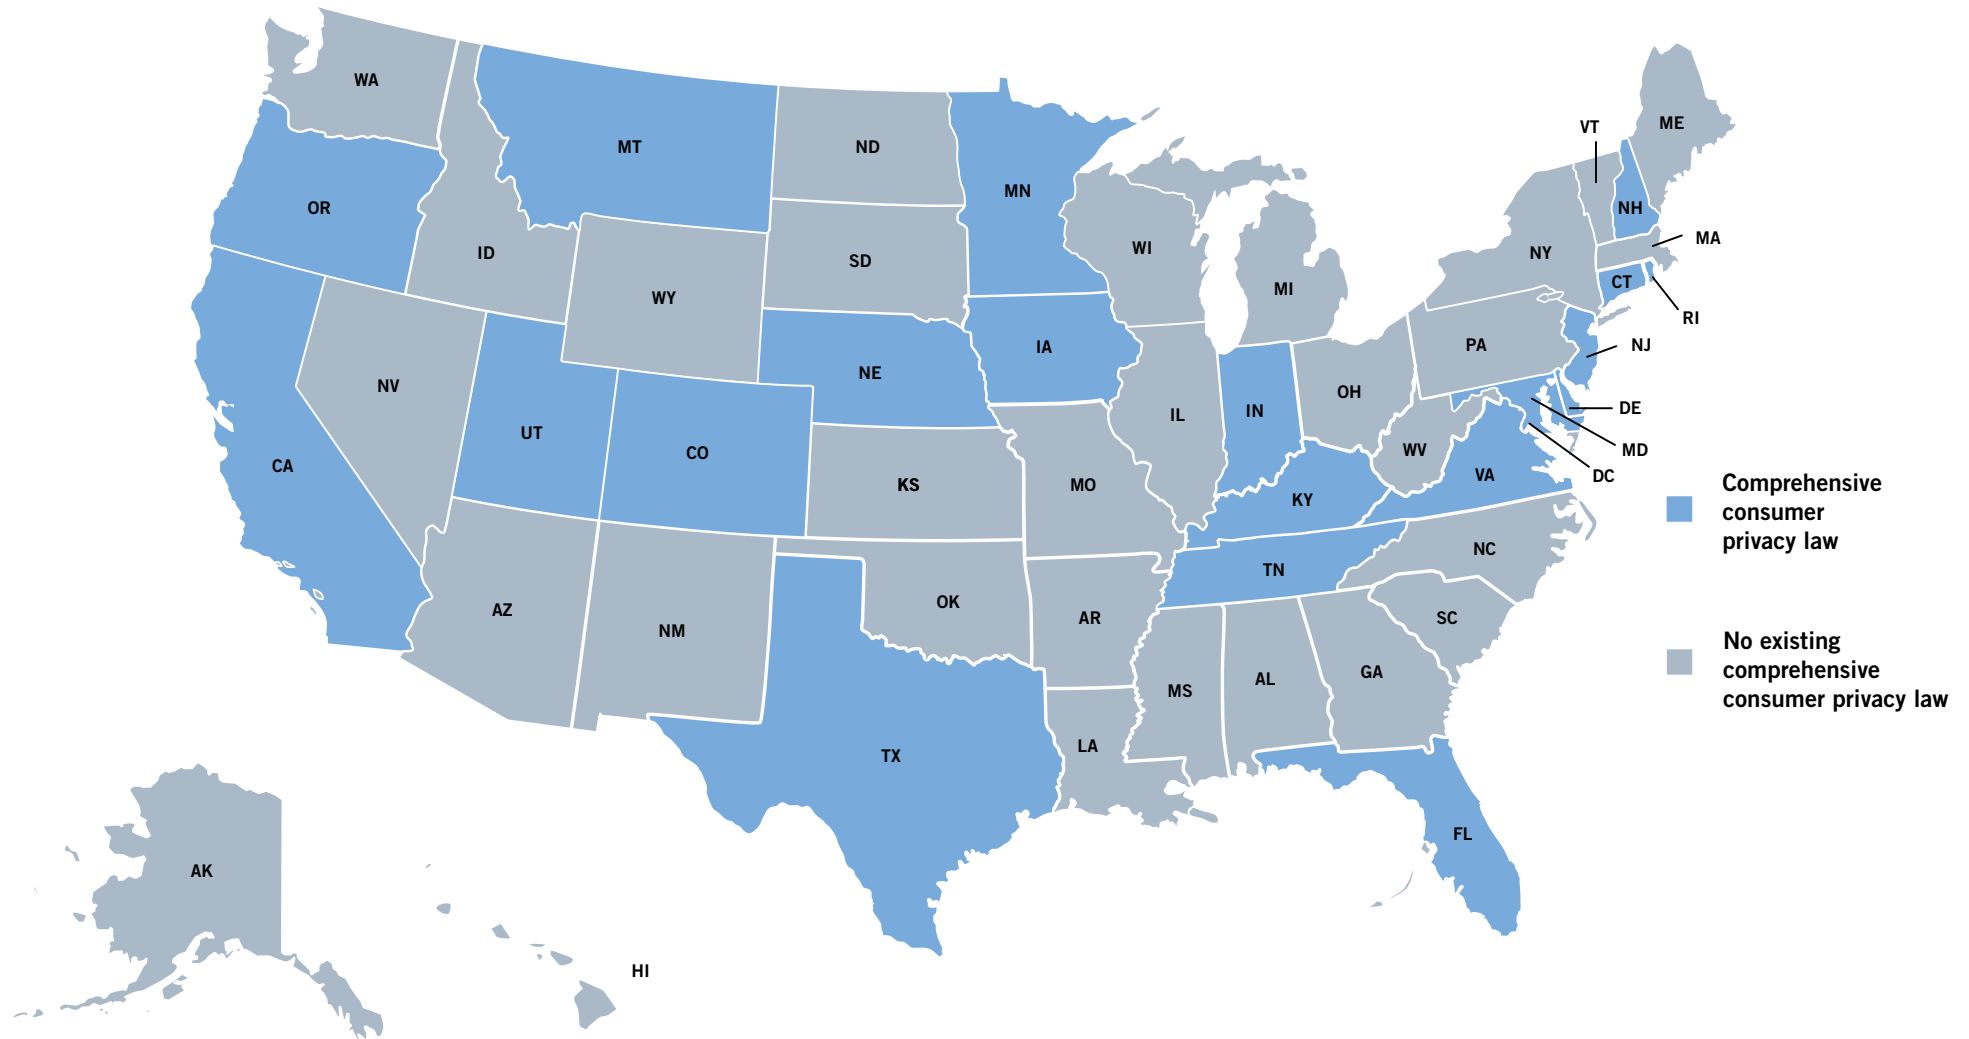 WA
MT
ND
MN
OR
ID
SD
WI
WY
MI
VT
ME
NH
NY
MA
CT
RI
NJ
PA
NV
NE
IA
IL
IN
OH
DE
UT
CO
CA
KS
MO
KY
WV
VA
MD
DC
Comprehensive
consumer
privacy law
NC
TN
AZ
NM
OK
AR
SC
MS
AL
GA
No existing
comprehensive
consumer privacy law
LA
TX
FL
AK
HI